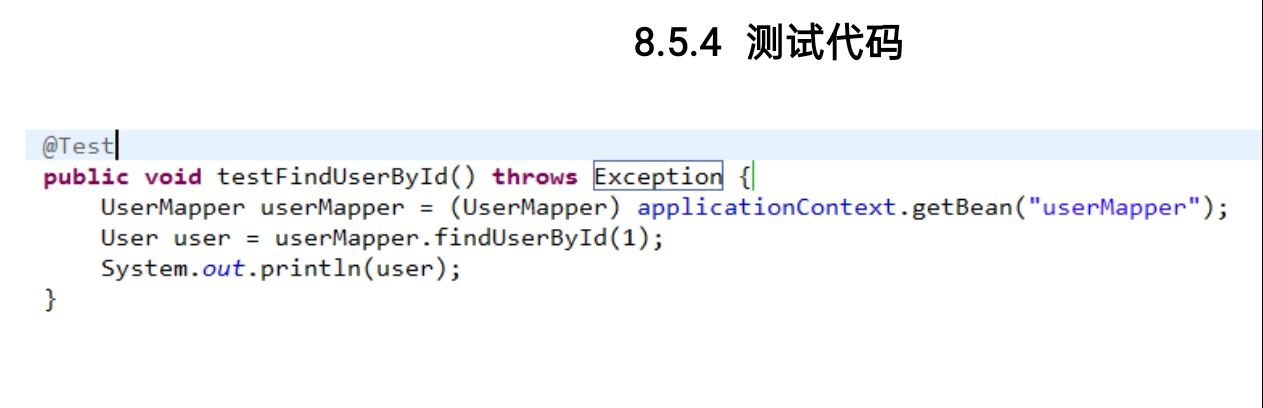 8.5.4 测试代码
@Test
public void testFindUserById() throws Exception {
    UserMapper userMapper = (UserMapper) applicationContext.getBean("userMapper");
    User user = userMapper.findUserById(1);
    System.out.println(user);
}